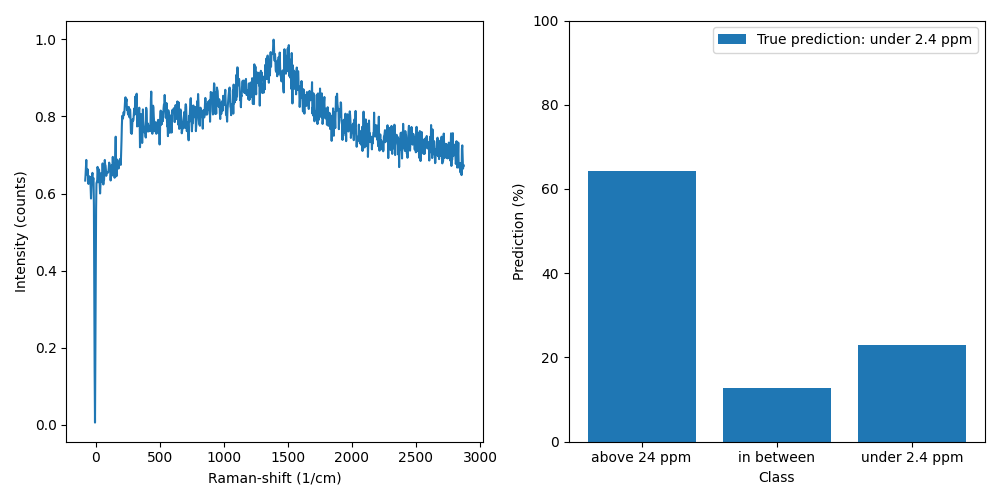 1.0
0.8
0.6
0.4
0.2
0.0
Intensity (counts)
0 500 1000 1500 2000 2500 3000
Raman-shift (1/cm)
100
80
60
40
20
0
Prediction (%)
True prediction: under 2.4 ppm
above 24 ppm in between under 2.4 ppm
Class